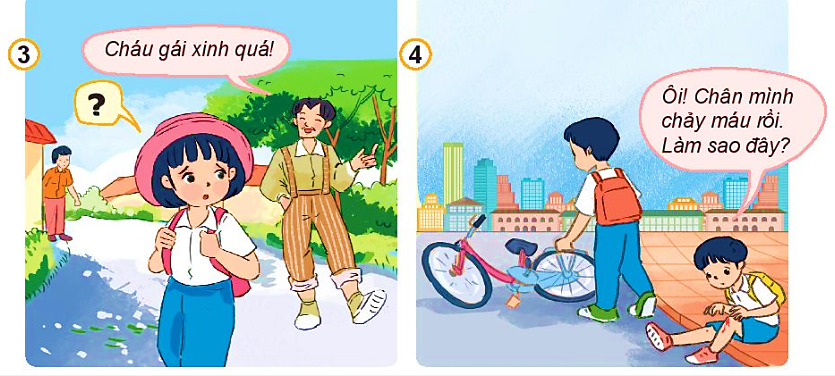 3
Cháu gái xinh quá!
?
4
Ôi! Chân mình
chảy máu rồi.
Làm sao đây?